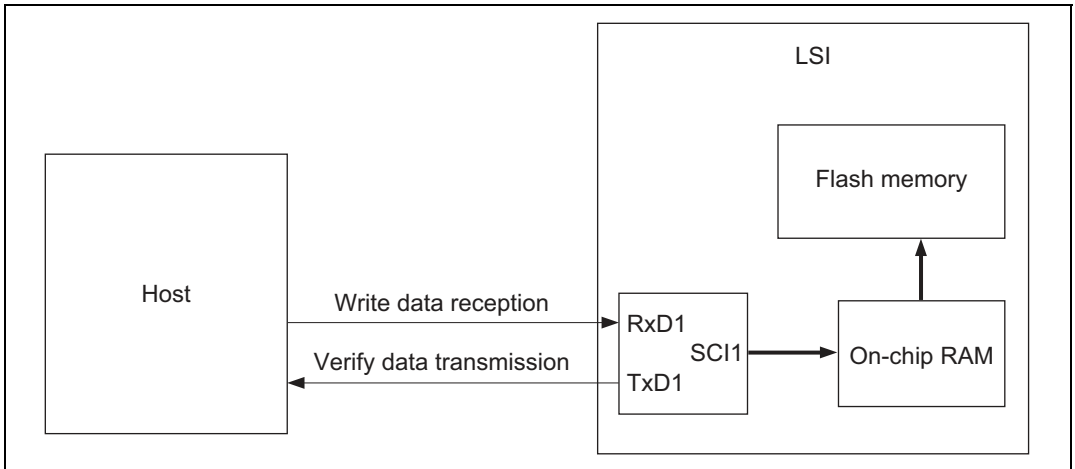 LSI
Flash memory
Host
Write data reception
RxD1
SCI1
On-chip RAM
Verify data transmission
TxD1